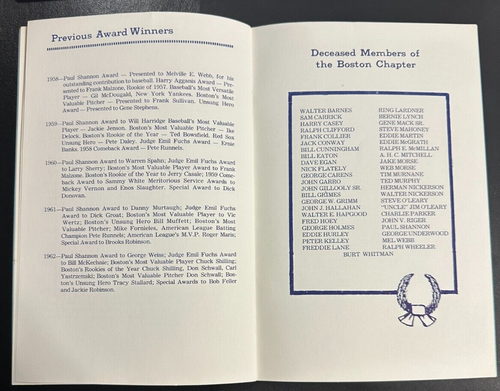 Previous Award Winners
1958—Paul Shannon Award — Presented to Melville E. Webb, for his
outstanding contribution to baseball. Harry Agganis Award — Pre-
sented to Frank Malzone, Rookie of 1957. Baseball's Most Versatile
Player — Gil McDougald, New York Yankees. Boston's Most
Valuable Pitcher — Presented to Frank Sullivan. Unsung Hero
Award — Presented to Gene Stephens.
1959—Paul Shannon Award to Will Harridge Baseball's Most Valuable
Player — Jackie Jenson. Boston's Most Valuable Pitcher — Ike
Delock. Boston's Rookie of the Year — Ted Bowsfield. Red Sox
Unsung Hero — Pete Daley. Judge Emil Fuchs Award — Ernie
Banks. 1958 Comeback Award — Pete Runnels.
1960—Paul Shannon Award to Warren Spahn; Judge Emil Fuchs Award
to Larry Sherry; Boston's Most Valuable Player Award to Frank
Malzone. Boston's Rookie of the Year to Jerry Cassle; 1959 Come-
back Award to Sammy White Meritorious Service Awards to
Mickey Vernon and Enos Slaughter. Special Award to Dick
Donovan.
1961—Paul Shannon Award to Danny Murtaugh; Judge Emil Fuchs
Award to Dick Groat; Boston's Most Valuable Player to Vic
Wertz; Boston's Unsung Hero Bill Muffett; Boston's Most
Valuable Pitcher; Mike Fornieles, American League Batting
Champion Pete Runnels; American League's M.V.P. Roger Maris;
Special Award to Brooks Robinson.
1962—Paul Shannon Award to George Weiss; Judge Emil Fuchs Award
to Bill McKechnie; Boston's Most Valuable Player Chuck Shilling;
Boston's Rookies of the Year Chuck Shilling, Don Schwall, Carl
Yastrzemski; Boston's Most Valuable Pitcher Don Schwall; Bos-
ton's Unsung Hero Tracy Stallard; Special Awards to Bob Feller
and Jackie Robinson.
Deceased Members of
the Boston Chapter
WALTER BARNES
SAM CARRICK
HARRY CASEY
RALPH CLIFFORD
FRANK COLLIER
JACK CONWAY
BILL CUNNINGHAM
BILL EATON
DAVE EGAN
NICK FLATELY
GEORGE CARENS
JOHN GARRO
JOHN GILLOOLY SR.
BILL GRIMES
GEORGE W. GRIMM
JOHN J. HALLAHAN
WALTER E. HAPGOOD
FRED HOEY
GEORGE HOLMES
EDDIE HURLEY
PETER KELLEY
FREDDIE LANE
RING LARDNER
BERNIE LYNCH
GENE MACK SR.
STEVE MAHONEY
EDDIE MARTIN
EDDIE McGRATH
RALPH E. McMILLAN
A. H. C. MITCHELL
JAKE MORSE
WEB MORSE
TIM MURNANE
TED MURPHY
HERMAN NICKERSON
WALTER NICKERSON
STEVE O'LEARY
"UNCLE" JIM O'LEARY
CHARLIE PARKER
JOHN V. RIGER
PAUL SHANNON
GEORGE UNDERWOOD
MEL WEBB
RALPH WHEELER
BURT WHITMAN